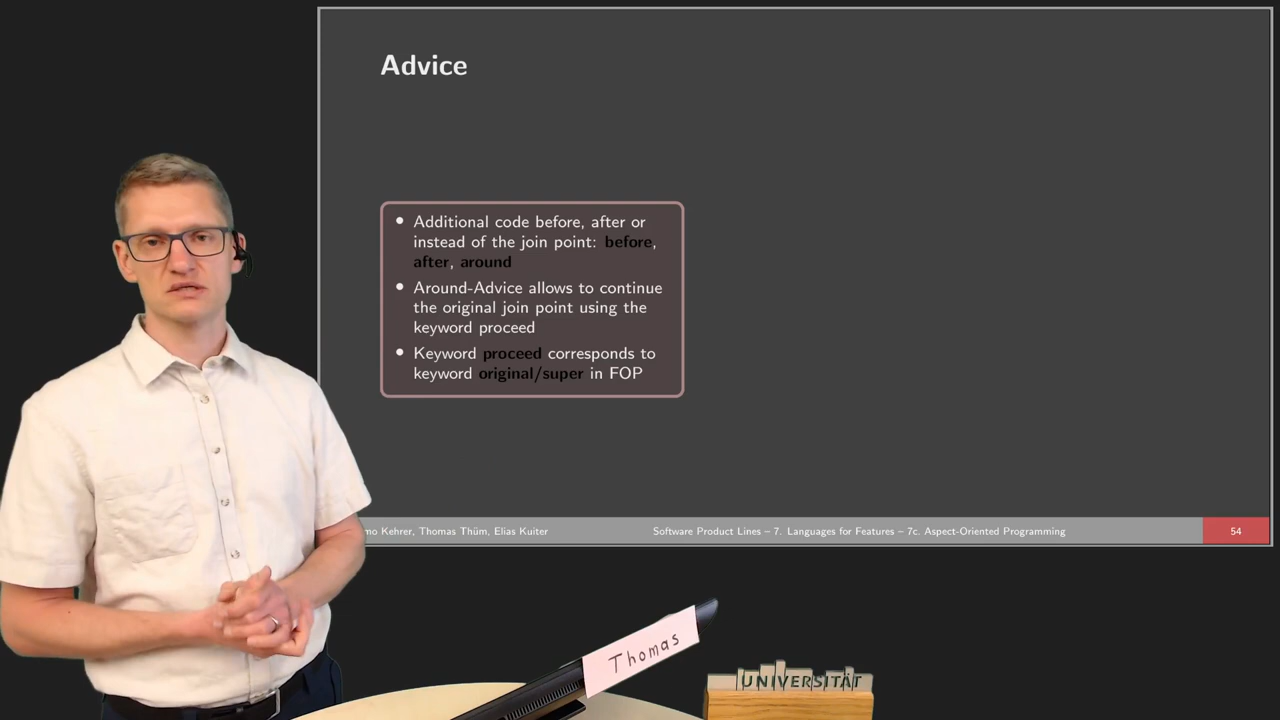 Advice
• Additional code before, after or
instead of the join point: before,
after, around
• Around-Advice allows to continue
the original join point using the
keyword proceed
• Keyword proceed corresponds to
keyword original/super in FOP
mo Kehrer, Thomas Thüm, Elias Kuiter
Software Product Lines – 7. Languages for Features – 7c. Aspect-Oriented Programming
54
Thomas
UNIVERSITÄT